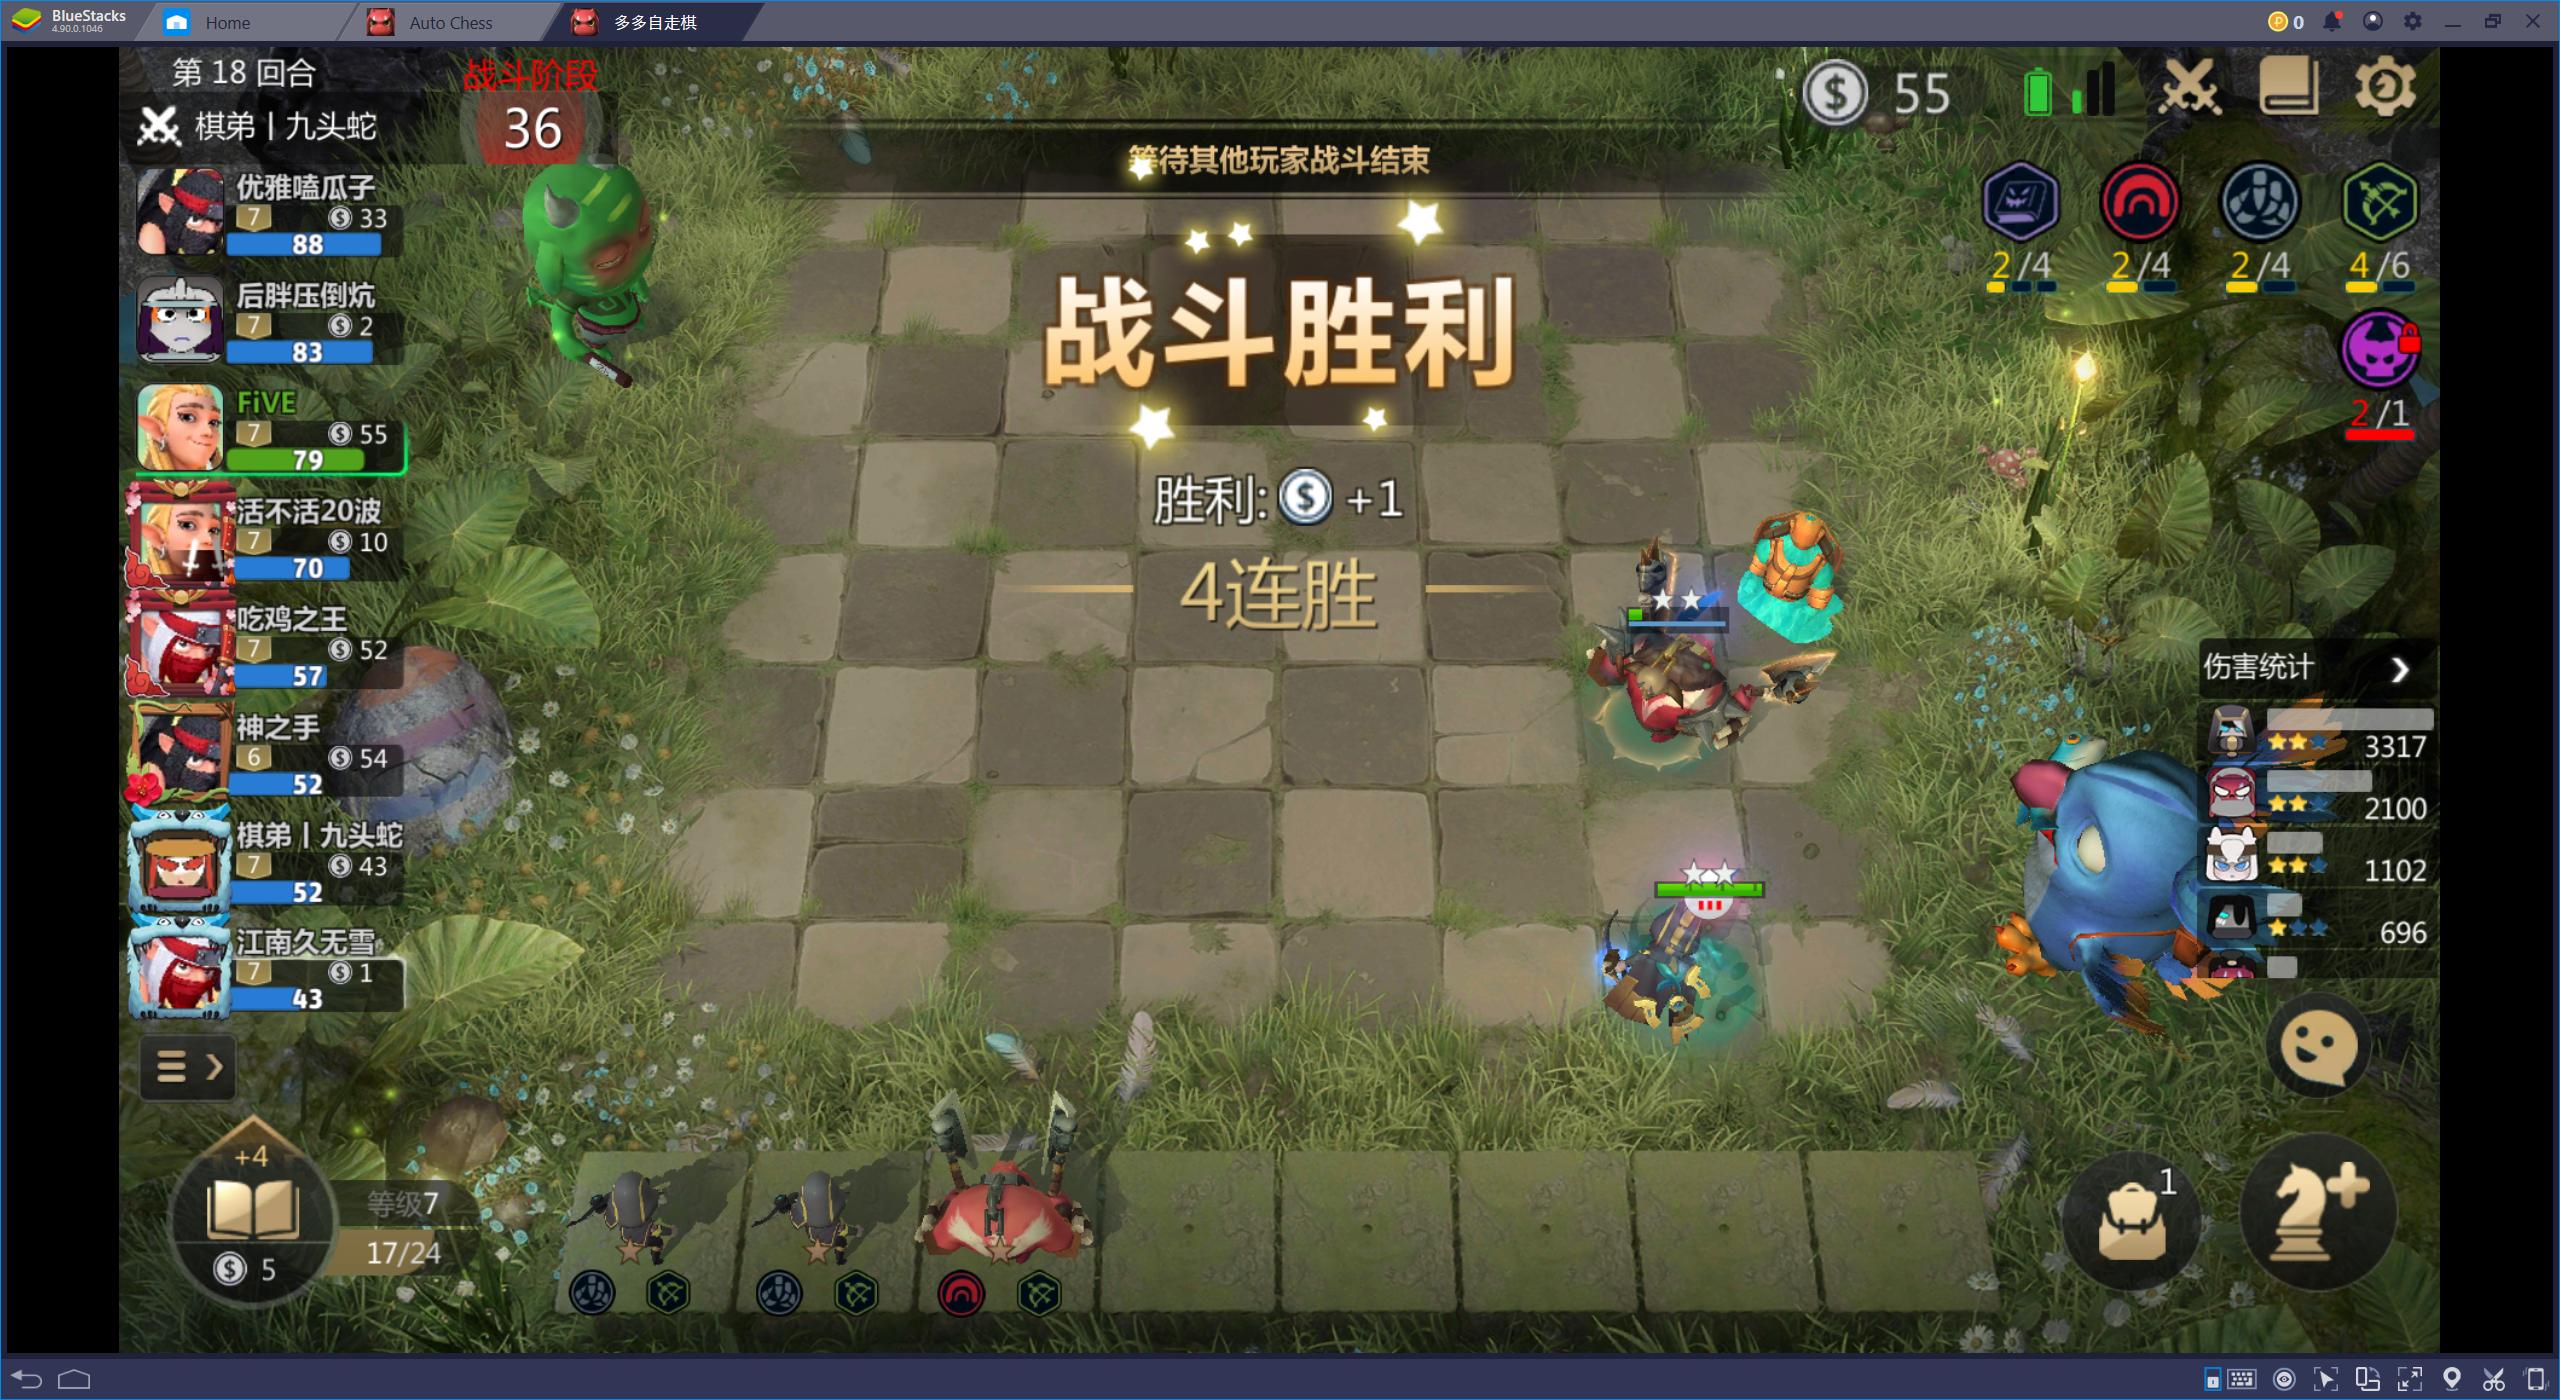 BlueStacks
4.90.0.1046
Home
Auto Chess
多多自走棋
0
第 18 回合
战斗阶段
棋弟丨九头蛇
36
55
等待其他玩家战斗结束
战斗胜利
胜利: $ +1
4连胜
优雅嗑瓜子
7 $ 33
88
后胖压倒炕
7 $ 2
83
FiVE
7 $ 55
79
活不活20波
7 $ 10
70
吃鸡之王
7 $ 52
57
神之手
6 $ 54
52
棋弟丨九头蛇
7 $ 43
52
江南久无雪
7 $ 1
43
2/4
2/4
2/4
4/6
2/1
伤害统计
3317
2100
1102
696
+4
等级7
17/24
$ 5
1